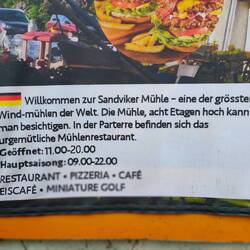 Willkommen zur Sandviker Mühle – eine der grössten
Wind-mühlen der Welt. Die Mühle, acht Etagen hoch kann
man besichtigen. In der Parterre befinden sich das
urgemütliche Mühlenrestaurant.
Geöffnet: 11.00-20.00
Hauptsaisong: 09.00-22.00
RESTAURANT • PIZZERIA • CAFÉ
EISCAFÉ • MINIATURE GOLF